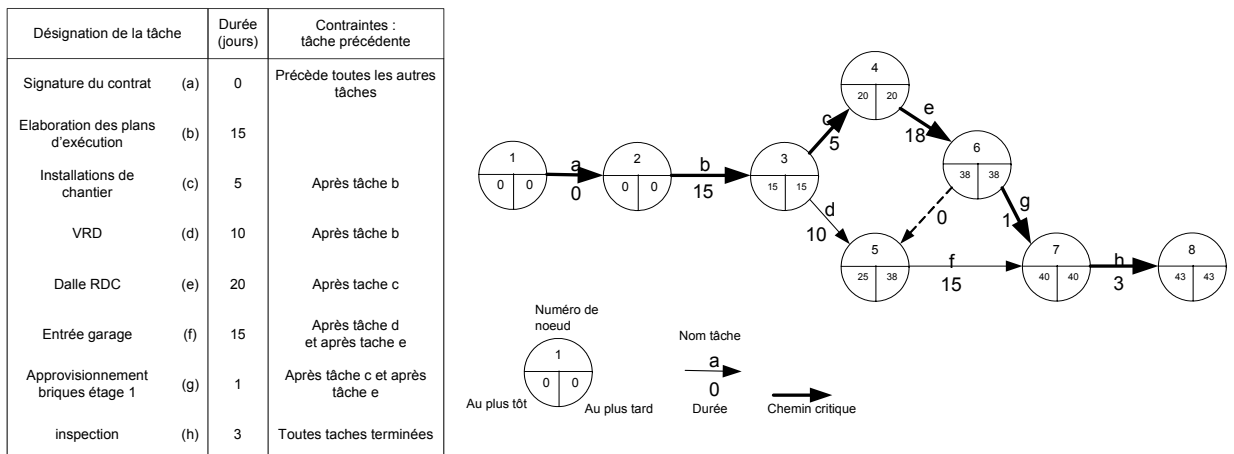 Désignation de la tâche
Durée
(jours)
Contraintes :
tâche précédente
Signature du contrat (a) 0 Précède toutes les autres
tâches
Elaboration des plans
d'exécution (b) 15
Installations de
chantier (c) 5 Après tâche b
VRD (d) 10 Après tâche b
Dalle RDC (e) 20 Après tache c
Entrée garage (f) 15 Après tâche d
et après tache e
Approvisionnement
briques étage 1 (g) 1 Après tâche c et après
tâche e
inspection (h) 3 Toutes taches terminées
1
0 0
a
0
2
0 0
b
15
3
15 15
c
5
4
20 20
e
18
6
38 38
d
10
0
g
1
5
25 38
f
15
7
40 40
h
3
8
43 43
Numéro de
noeud
1
0 0
Au plus tôt
Au plus tard
Nom tâche
a
0
Durée
Chemin critique